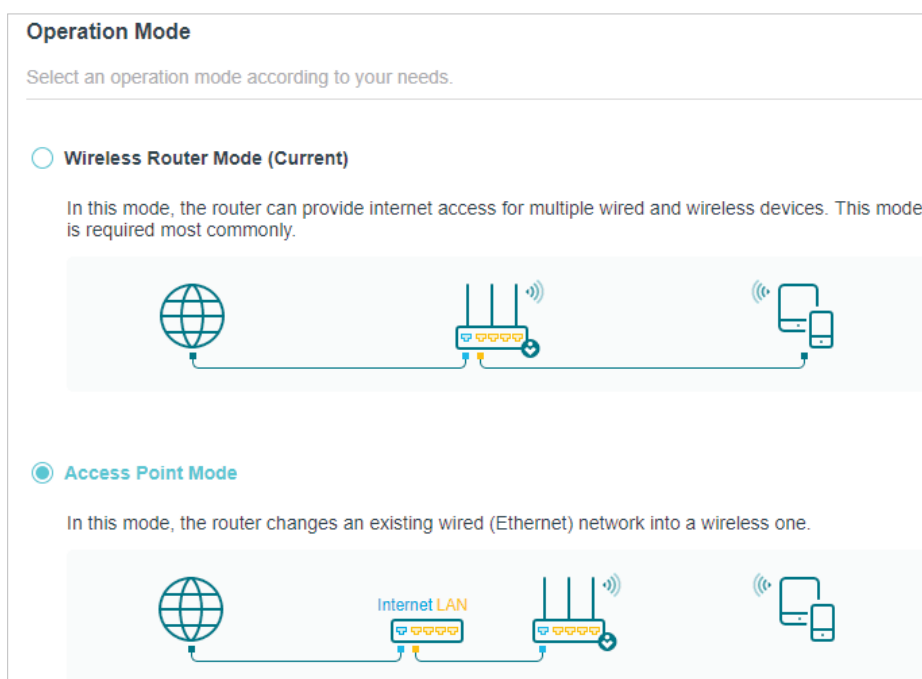 Operation Mode
Select an operation mode according to your needs.
Wireless Router Mode (Current)
In this mode, the router can provide internet access for multiple wired and wireless devices. This mode
is required most commonly.
Access Point Mode
In this mode, the router changes an existing wired (Ethernet) network into a wireless one.
Internet LAN